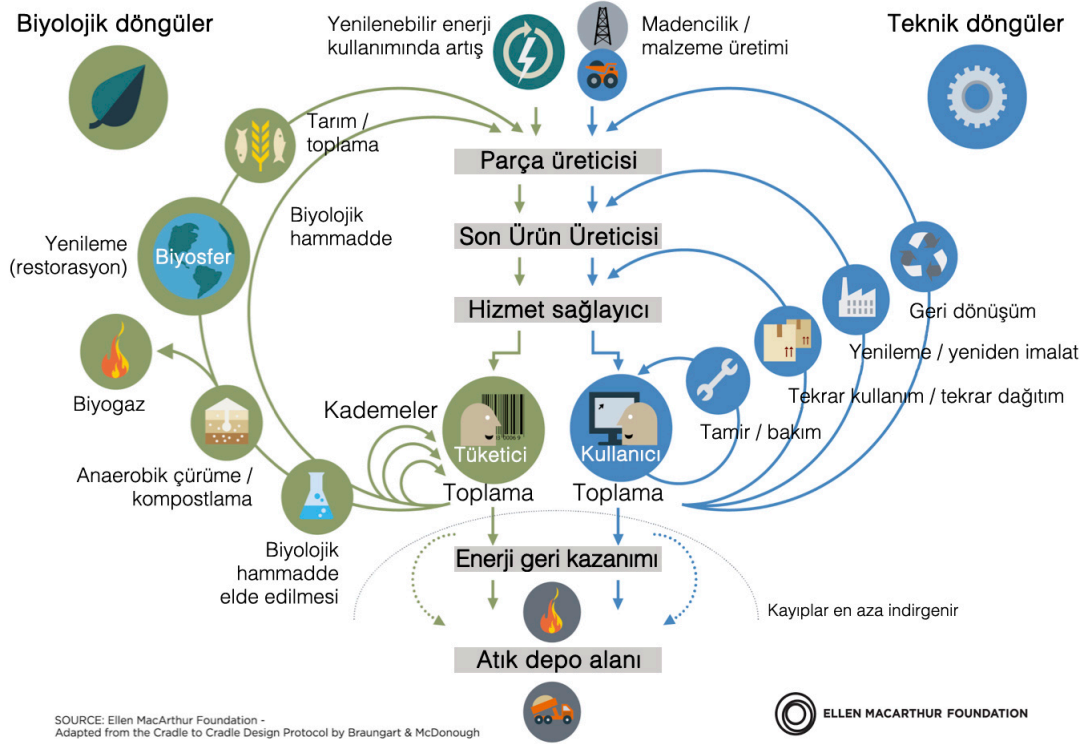 Biyolojik döngüler
Yenilenebilir enerji
kullanımında artış
Madencilik /
malzeme üretimi
Teknik döngüler
Tarım /
toplama
Parça üreticisi
Biyolojik
hammadde
Son Ürün Üreticisi
Yenileme
(restorasyon)
Biyosfer
Hizmet sağlayıcı
Geri dönüşüm
Yenileme / yeniden imalat
Tekrar kullanım / tekrar dağıtım
Tamir / bakım
Biyogaz
Kademeler
Tüketici
Kullanıcı
Anaerobik çürüme /
kompostlama
Toplama
Toplama
Biyolojik
hammadde
elde edilmesi
Enerji geri kazanımı
Kayıplar en aza indirgenir
Atık depo alanı
SOURCE: Ellen MacArthur Foundation -
Adapted from the Cradle to Cradle Design Protocol by Braungart & McDonough
ELLEN MACARTHUR FOUNDATION